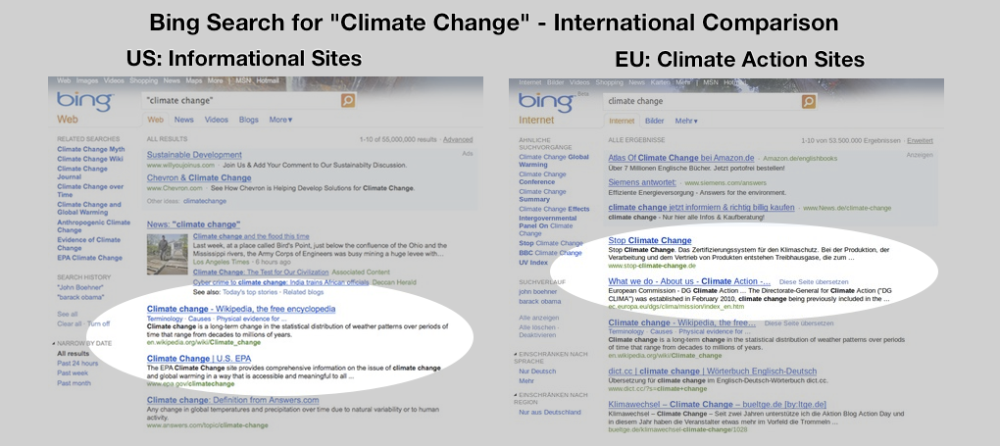 Bing Search for "Climate Change" - International Comparison
US: Informational Sites
Web Images Videos Shopping News Maps More | MSN Hotmail
bing
"climate change"
Web
Web News Videos Blogs More▾
RELATED SEARCHES
Climate Change Myth
Climate Change Wiki
Climate Change
Journal
Climate Change over
Time
Climate Change and
Global Warming
Anthropogenic Climate
Change
Evidence of Climate
Change
EPA Climate Change
SEARCH HISTORY
"John Boehner"
"barack obama"
See all
Clear all · Turn off
NARROW BY DATE
All results
Past 24 hours
Past week
Past month
ALL RESULTS
1-10 of 55,000,000 results · Advanced
Sustainable Development
Ads
www.willyoujoinus.com · Join Us & Add Your Comment to Our Sustainabilty Discussion.
Chevron & Climate Change
www.Chevron.com · See How Chevron is Helping Develop Solutions for Climate Change.
Other ideas: climatechange
News: "climate change"
Climate change and the flood this time
Last week, at a place called Bird's Point, just below the confluence of the Ohio and the
Mississippi rivers, the Army Corps of Engineers was busy mining a huge levee with...
Los Angeles Times · 6 hours ago
Climate Change: The Test for Our Civilization Associated Content
Cyber crime to climate change: India trains African officials Deccan Herald
See also: Today's top stories · Related blogs
Climate change - Wikipedia, the free encyclopedia
Terminology · Causes · Physical evidence for ...
Climate change is a long-term change in the statistical distribution of weather patterns over periods of
time that range from decades to millions of years.
en.wikipedia.org/wiki/Climate_change
Climate Change | U.S. EPA
The EPA Climate Change site provides comprehensive information on the issue of climate change
and global warming in a way that is accessible and meaningful to all ...
www.epa.gov/climatechange
Climate change: Definition from Answers.com
Any change in global temperatures and precipitation over time due to natural variability or to human
activity.
www.answers.com/topic/climate-change
EU: Climate Action Sites
Internet Bilder Videos Shopping News Karten Mehr | MSN Hotmail
bing Beta
climate change
Internet
Internet Bilder Mehr▾
ÄHNLICHE
SUCHVORGÄNGE
Climate Change Global
Warming
Climate Change
Conference
Climate Change
Summary
Climate Change Effects
Intergovernmental
Panel On Climate
Change
Stop Climate Change
BBC Climate Change
UV Index
SUCHVERLAUF
john boehner
barack obama
Alle anzeigen
Alle löschen ·
Deaktivieren
EINSCHRÄNKEN NACH
SPRACHE
Nur Deutsch
Mehr
EINSCHRÄNKEN NACH
REGION
Nur aus Deutschland
ALLE ERGEBNISSE
1-10 von 53.500.000 Ergebnissen · Erweitert
Atlas Of Climate Change bei Amazon.de · Amazon.de/englishbooks
Anzeigen
Über 7 Millionen Englische Bücher. Jetzt portofrei bestellen!
Siemens antwortet: · www.siemens.com/answers
Effiziente Energieversorgung - Answers for the environment.
climate change jetzt informiern & richtig billig kaufen · www.News.de/climate-change
climate change - Nur hier alle Infos & Kaufberatung!
Stop Climate Change
Stop Climate Change. Das Zertifizierungssystem für den Klimaschutz. Bei der Produktion, der
Verarbeitung und dem Vertrieb von Produkten entstehen Treibhausgase, die zum ...
www.stop-climate-change.de
What we do - About us - Climate Action -... Diese Seite übersetzen
European Commission - DG Climate Action ... The Directorate-General for Climate Action ("DG
CLIMA") was established in February 2010, climate change being previously included in the ...
ec.europa.eu/dgs/clima/mission/index_en.htm
Climate change - Wikipedia, the free... Diese Seite übersetzen
Terminology · Causes · Physical evidence for ...
Climate change is a long-term change in the statistical distribution of weather patterns over periods
of time that range from decades to millions of years.
en.wikipedia.org/wiki/Climate_change
dict.cc | climate change | Wörterbuch Englisch-Deutsch
Übersetzung für climate change im Englisch-Deutsch-Wörterbuch dict.cc.
www.dict.cc/?s=climate+change
Klimawechsel – Climate Change – bueltge.de [by:ltge.de]
Klimawechsel – Climate Change – Seit zwei Jahren unterstütze ich die Aktion Blog Action Day und
in diesem Jahr haben die Veranstalter etwas mehr im Vorfeld die Trommeln ...
bueltge.de/klimawechsel-climate-change/1028